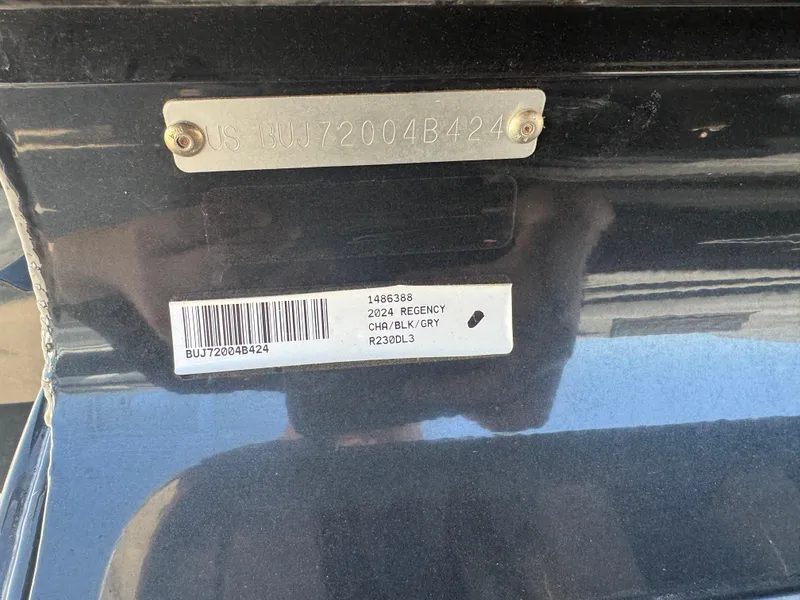 US BUJ72004B424
1486388
2024 REGENCY
CHA/BLK/GRY
R230DL3
BUJ72004B424